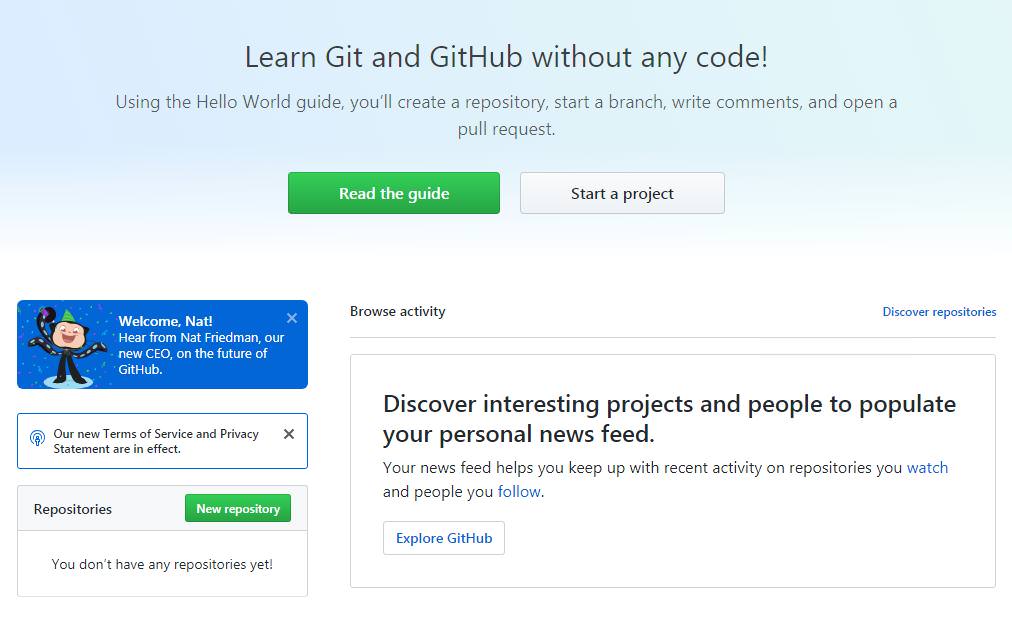 Learn Git and GitHub without any code!
Using the Hello World guide, you’ll create a repository, start a branch, write comments, and open a
pull request.
Read the guide
Start a project
Welcome, Nat!
Hear from Nat Friedman, our
new CEO, on the future of
GitHub.
Our new Terms of Service and Privacy
Statement are in effect.
Repositories
New repository
You don’t have any repositories yet!
Browse activity
Discover repositories
Discover interesting projects and people to populate
your personal news feed.
Your news feed helps you keep up with recent activity on repositories you watch
and people you follow.
Explore GitHub